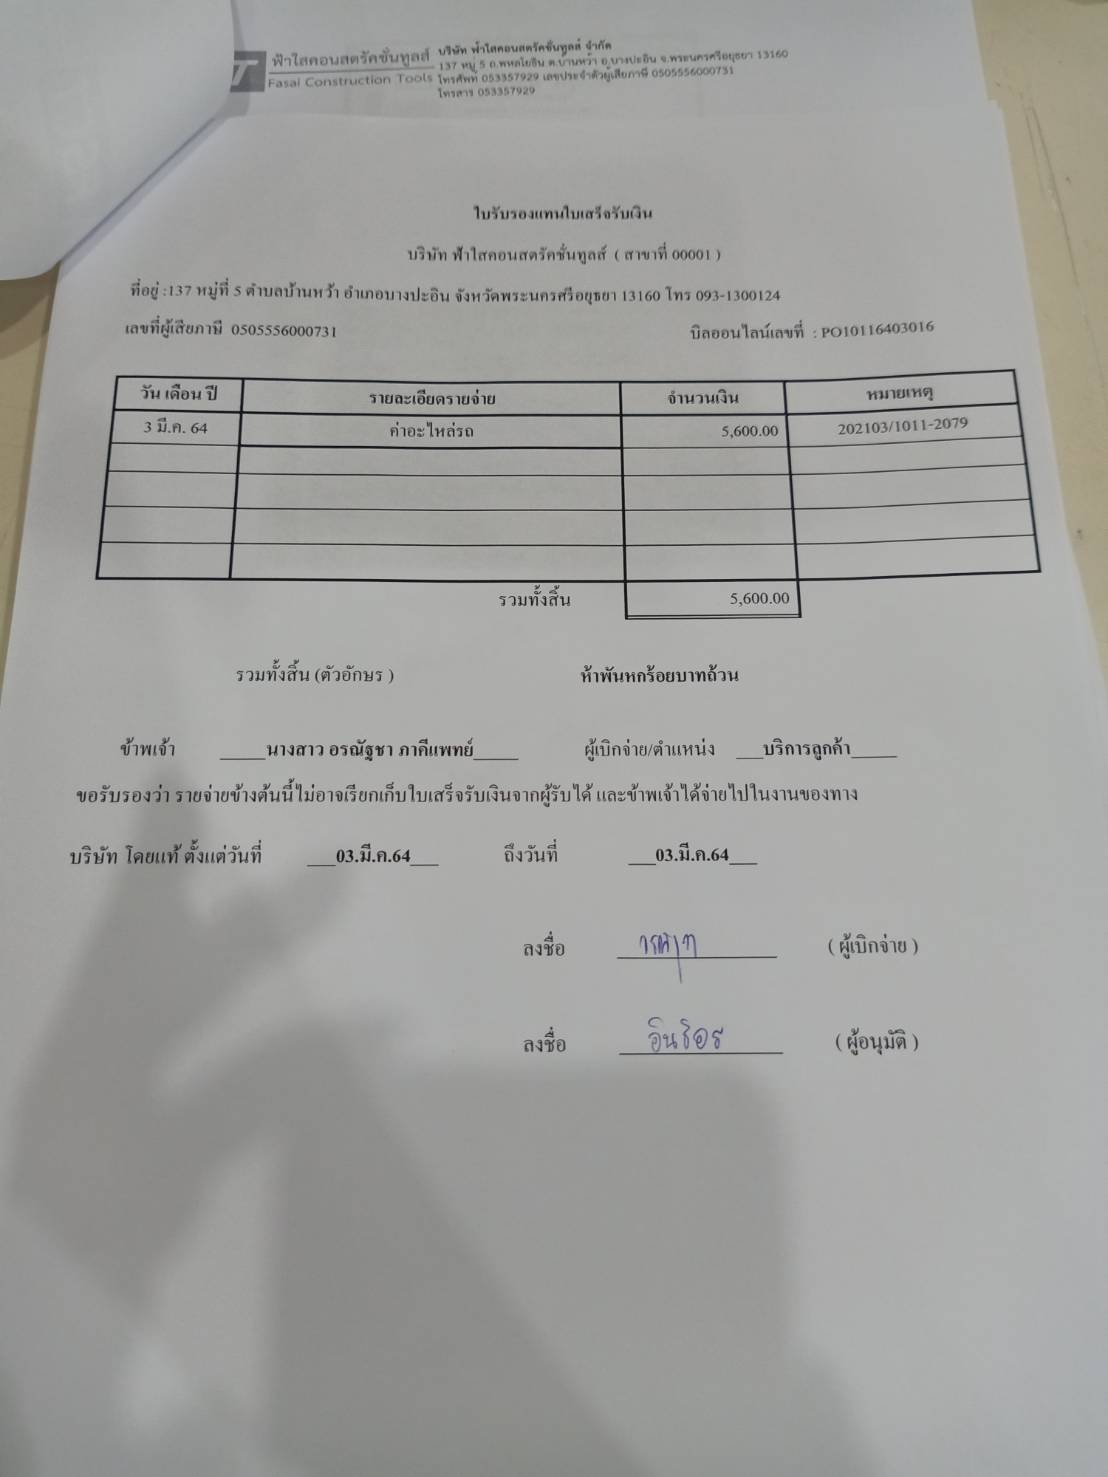 ฟ้าใสคอนสตรัคชั่นทูลส์
Fasai Construction Tools
บริษัท ฟ้าใสคอนสตรัคชั่นทูลส์ จำกัด
137 หมู่ 5 ถ.พหลโยธิน ต.บ้านหว้า อ.บางปะอิน จ.พระนครศรีอยุธยา 13160
โทรศัพท์ 053357929 เลขประจำตัวผู้เสียภาษี 0505556000731
โทรสาร 053357929
ใบรับรองแทนใบเสร็จรับเงิน
บริษัท ฟ้าใสคอนสตรัคชั่นทูลส์ ( สาขาที่ 00001 )
ที่อยู่ :137 หมู่ที่ 5 ตำบลบ้านหว้า อำเภอบางปะอิน จังหวัดพระนครศรีอยุธยา 13160 โทร 093-1300124
เลขที่ผู้เสียภาษี 0505556000731 บิลออนไลน์เลขที่ : PO10116403016
วัน เดือน ปี รายละเอียดรายจ่าย จำนวนเงิน หมายเหตุ
3 มี.ค. 64 ค่าอะไหล่รถ 5,600.00 202103/1011-2079
รวมทั้งสิ้น 5,600.00
รวมทั้งสิ้น (ตัวอักษร ) ห้าพันหกร้อยบาทถ้วน
ข้าพเจ้า ____นางสาว อรณัฐชา ภาคีแพทย์____ ผู้เบิกจ่าย/ตำแหน่ง ___บริการลูกค้า____
ขอรับรองว่า รายจ่ายข้างต้นนี้ไม่อาจเรียกเก็บใบเสร็จรับเงินจากผู้รับได้ และข้าพเจ้าได้จ่ายไปในงานของทาง
บริษัท โดยแท้ ตั้งแต่วันที่ ___03.มี.ค.64___ ถึงวันที่ ___03.มี.ค.64___
ลงชื่อ ( ผู้เบิกจ่าย )
ลงชื่อ อินธิอร ( ผู้อนุมัติ )